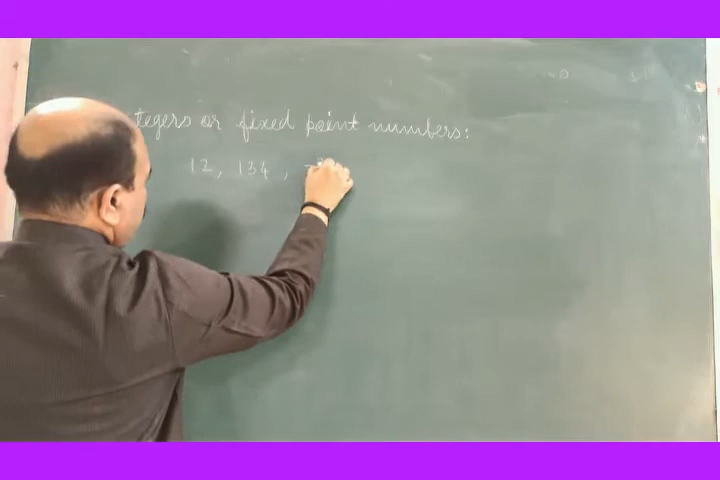 tegers or fixed point numbers:
12, 134, -